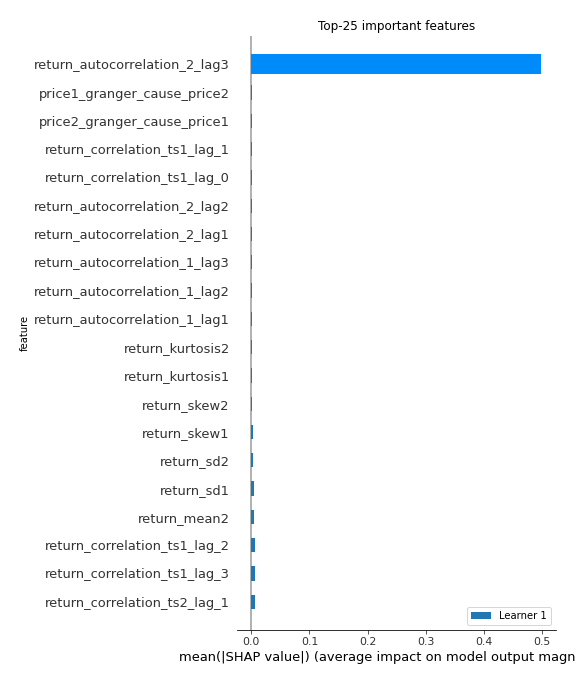 Top-25 important features
return_autocorrelation_2_lag3
price1_granger_cause_price2
price2_granger_cause_price1
return_correlation_ts1_lag_1
return_correlation_ts1_lag_0
return_autocorrelation_2_lag2
return_autocorrelation_2_lag1
return_autocorrelation_1_lag3
return_autocorrelation_1_lag2
return_autocorrelation_1_lag1
feature
return_kurtosis2
return_kurtosis1
return_skew2
return_skew1
return_sd2
return_sd1
return_mean2
return_correlation_ts1_lag_2
return_correlation_ts1_lag_3
return_correlation_ts2_lag_1
Learner 1
0.0 0.1 0.2 0.3 0.4 0.5
mean(|SHAP value|) (average impact on model output magn